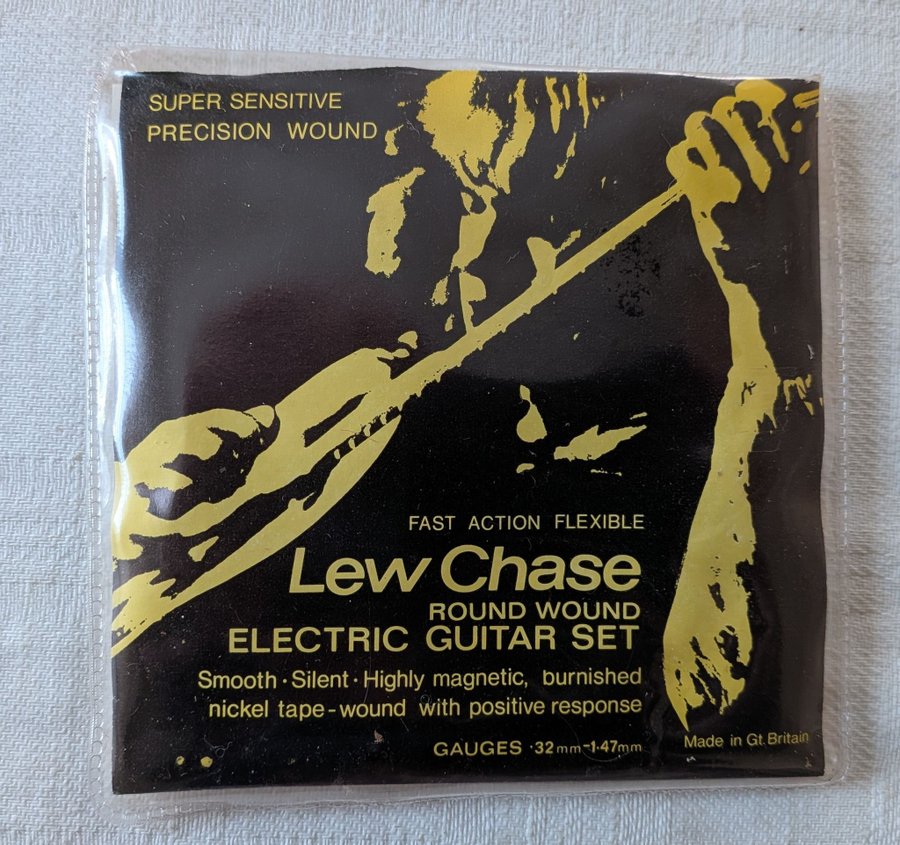 SUPER SENSITIVE
PRECISION WOUND
FAST ACTION FLEXIBLE
Lew Chase
ROUND WOUND
ELECTRIC GUITAR SET
Smooth · Silent · Highly magnetic, burnished
nickel tape-wound with positive response
GAUGES ·32mm-1·47mm
Made in Gt. Britain